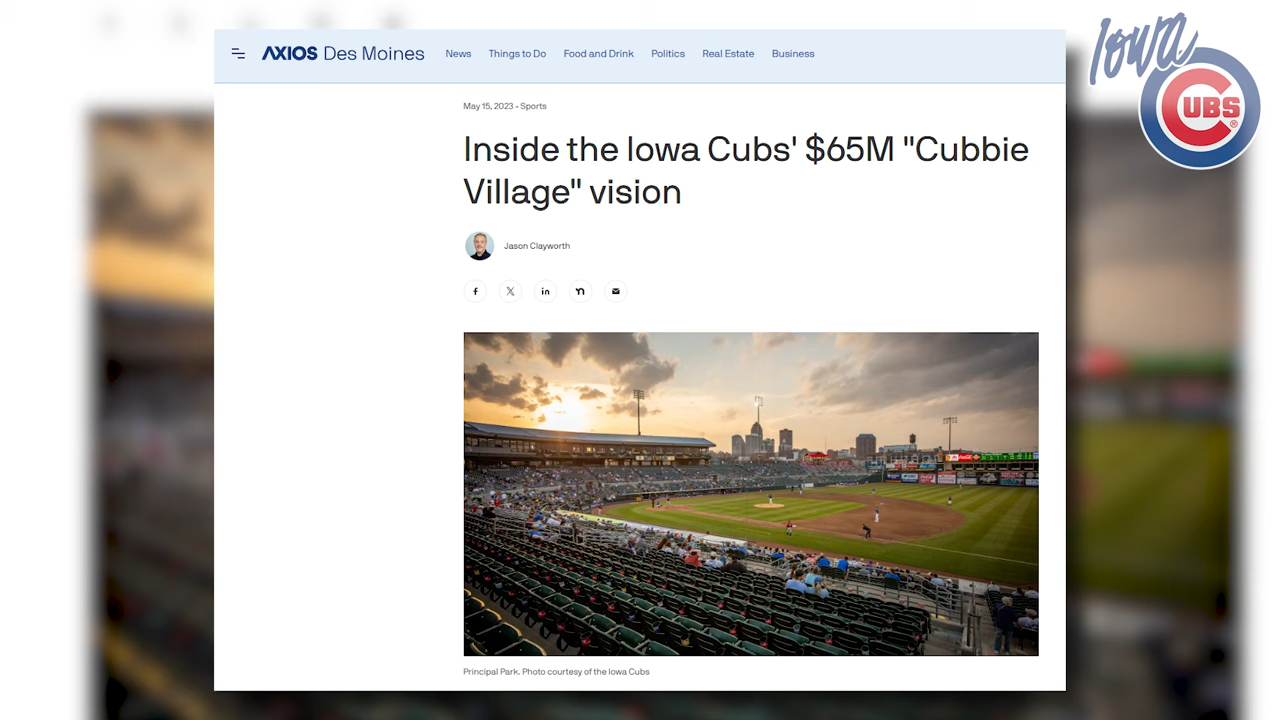 Iowa
CUBS®
AXIOS Des Moines News Things to Do Food and Drink Politics Real Estate Business
May 15, 2023 - Sports
Inside the Iowa Cubs' $65M "Cubbie
Village" vision
Jason Clayworth
Principal Park. Photo courtesy of the Iowa Cubs